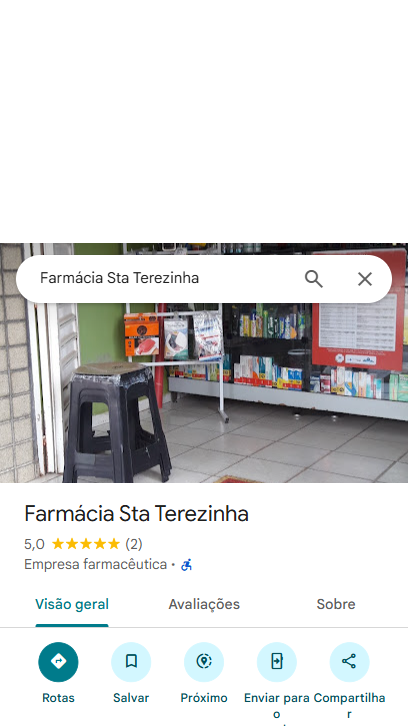 Farmácia Sta Terezinha
Farmácia Sta Terezinha
5,0 (2)
Empresa farmacêutica •
Visão geral Avaliações Sobre
Rotas Salvar Próximo Enviar para o Compartilhar